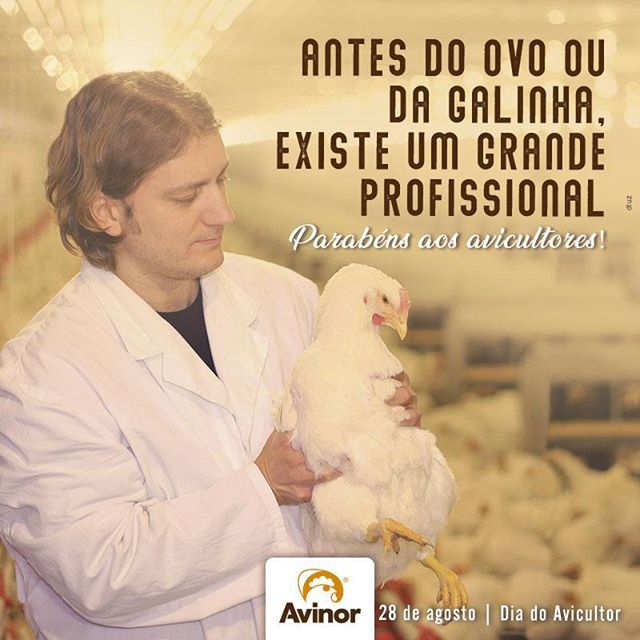 ANTES DO OVO OU
DA GALINHA,
EXISTE UM GRANDE
PROFISSIONAL
Parabéns aos avicultores!
Avinor
®
28 de agosto | Dia do Avicultor